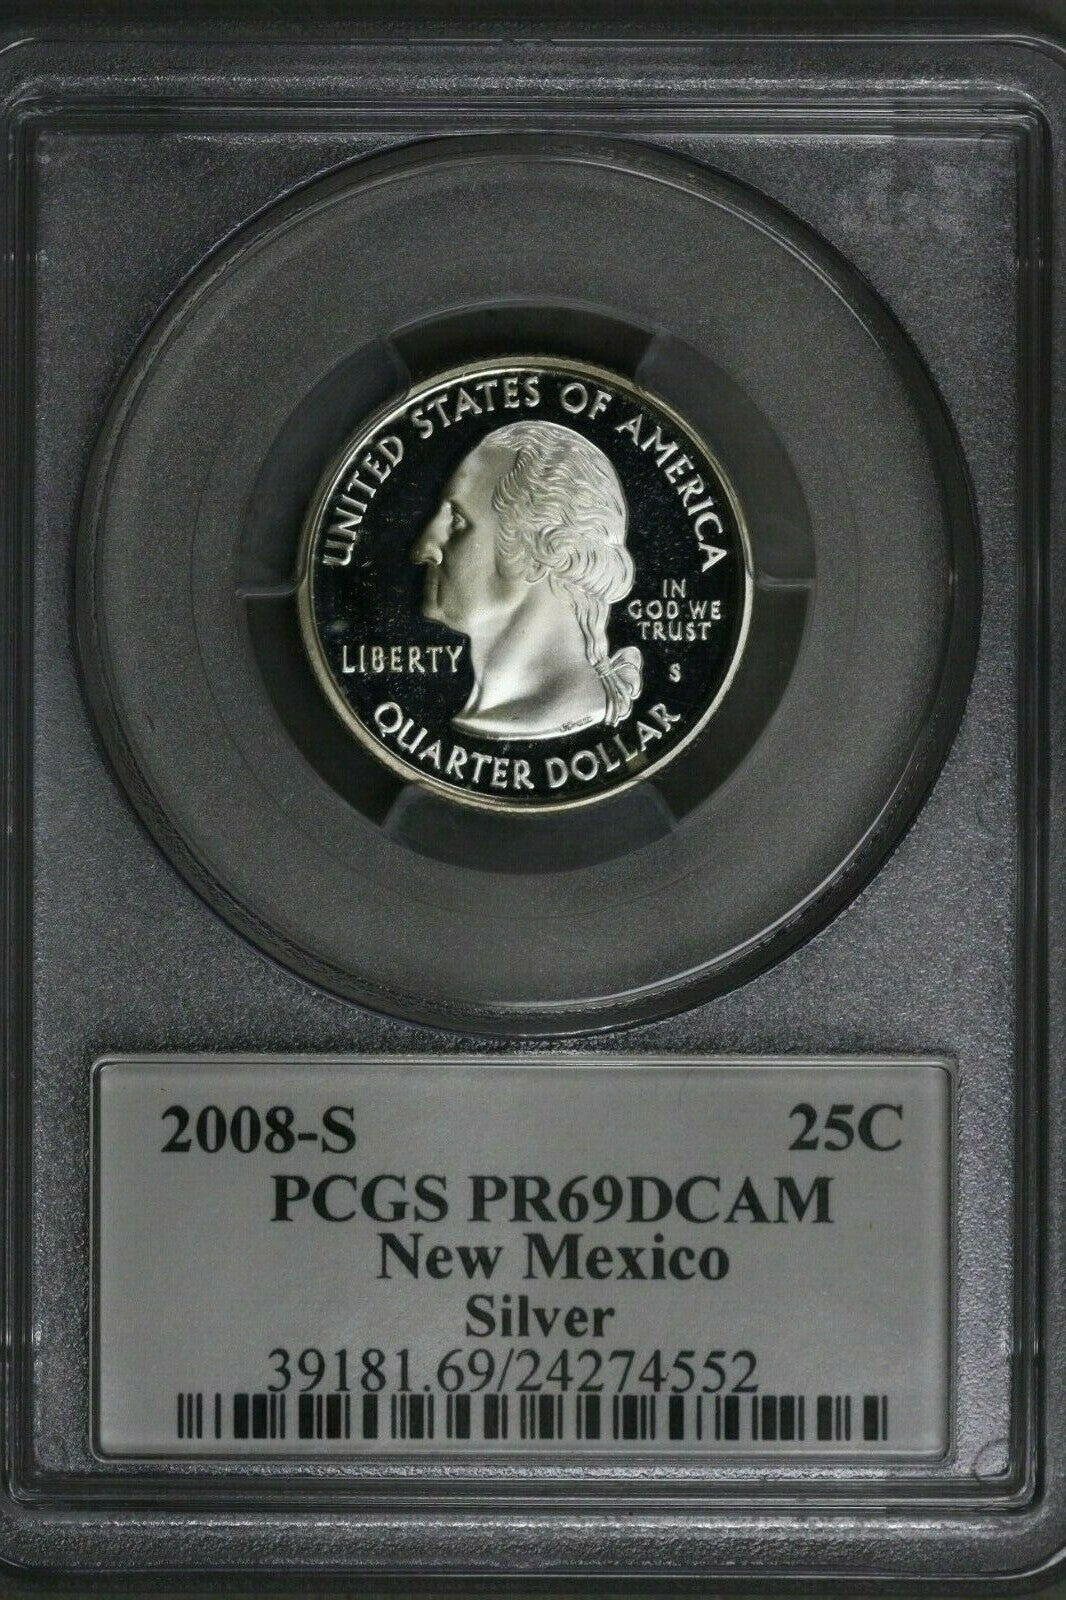 UNITED STATES OF AMERICA
IN
GOD WE
TRUST
LIBERTY
S
QUARTER DOLLAR
2008-S 25C
PCGS PR69DCAM
New Mexico
Silver
39181.69/24274552